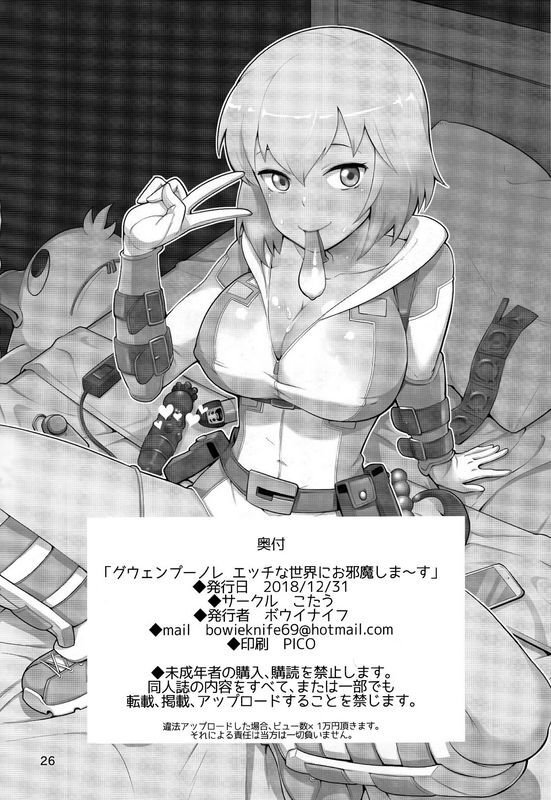 奥付
「グウェンプーノレ エッチな世界にお邪魔しま～す」
◆発行日 2018/12/31
◆サークル こたう
◆発行者 ボウイナイフ
◆mail bowieknife69@hotmail.com
◆印刷 PICO
◆未成年者の購入、購読を禁止します。
同人誌の内容をすべて、または一部でも
転載、掲載、アップロードすることを禁じます。
違法アップロードした場合、ビュー数×1万円頂きます。
それによる責任は当方は一切負いません。
26